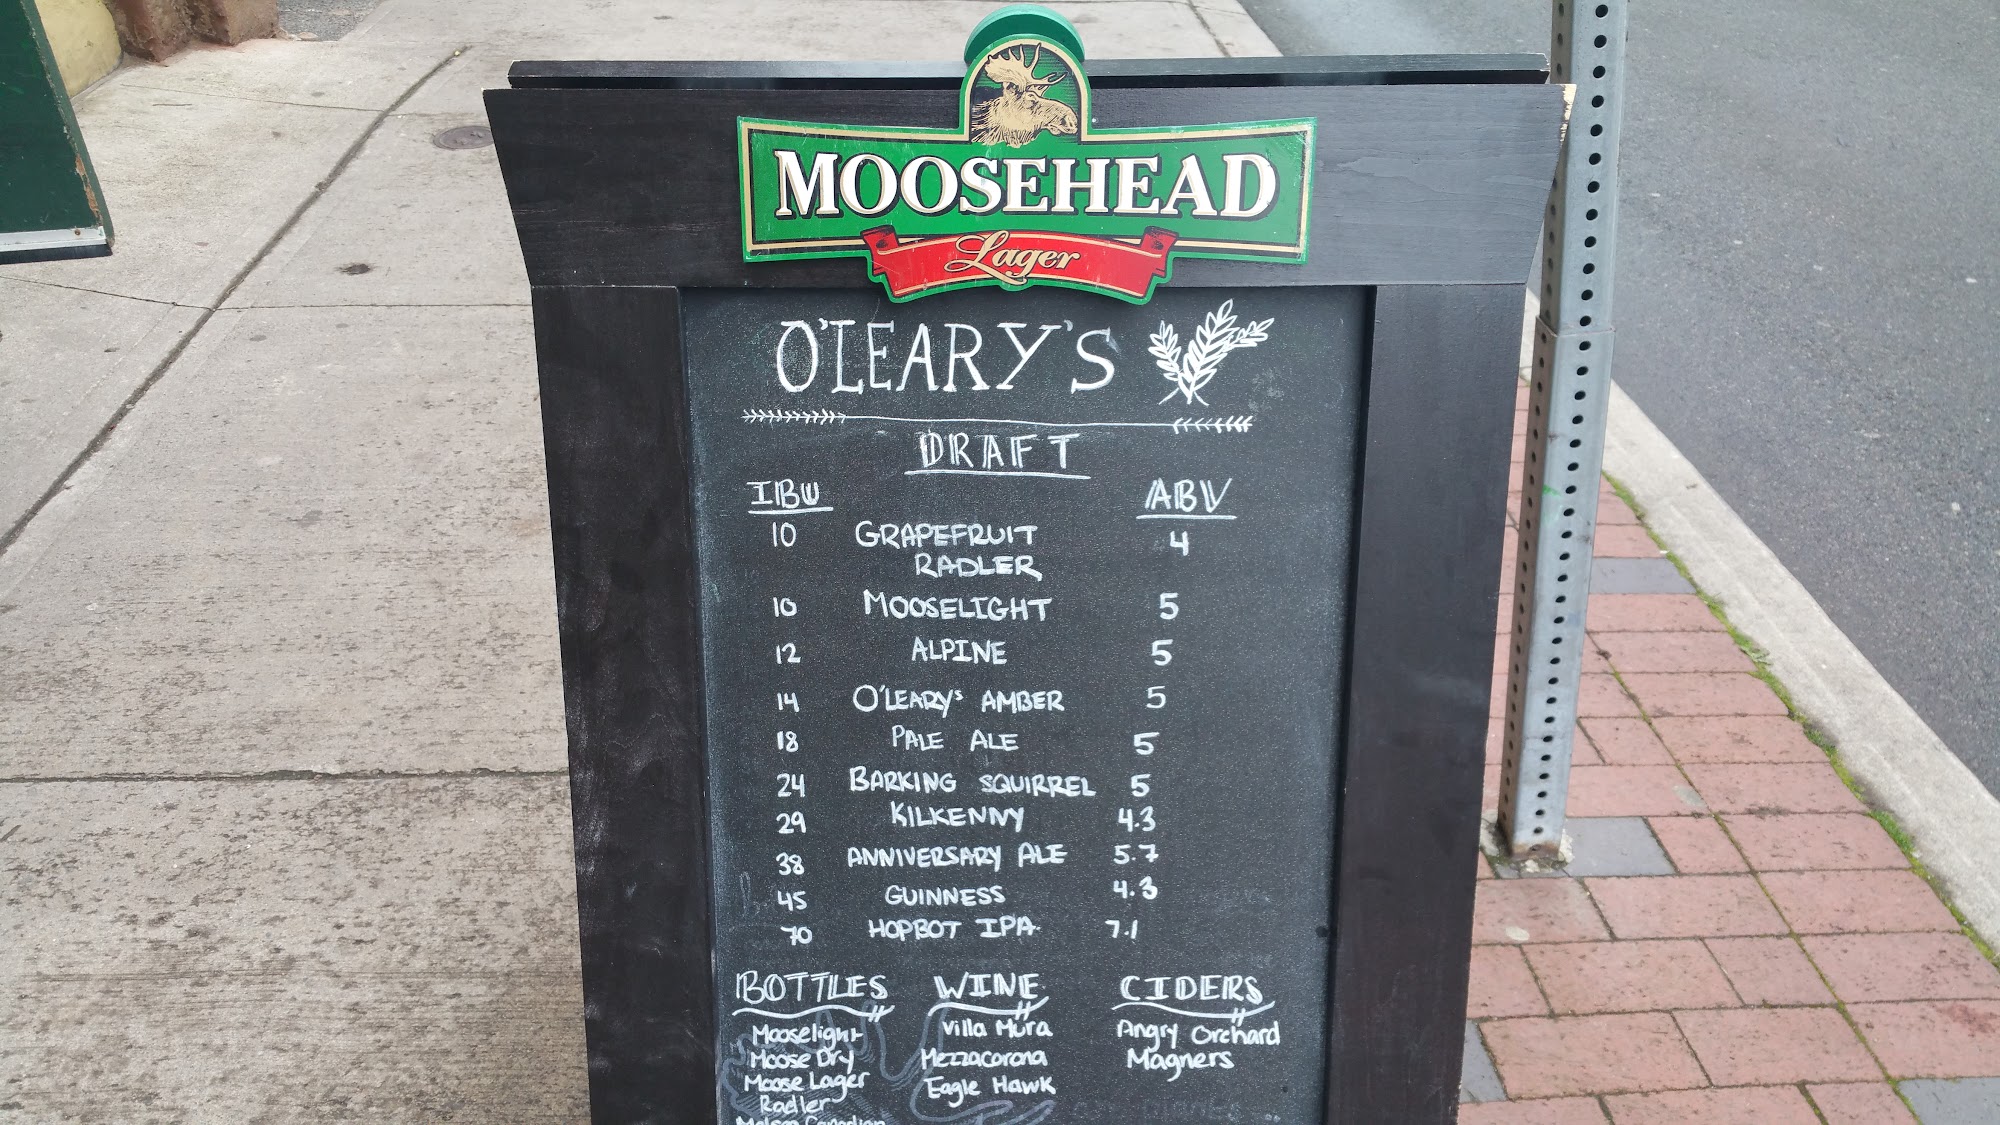 MOOSEHEAD
Lager
O'LEARY'S
DRAFT
IBU ABV
10 GRAPEFRUIT 4
RADLER
10 MOOSELIGHT 5
12 ALPINE 5
14 O'LEARY'S AMBER 5
18 PALE ALE 5
24 BARKING SQUIRREL 5
29 KILKENNY 4.3
38 ANNIVERSARY ALE 5.7
45 GUINNESS 4.3
70 HOPBOT IPA. 7.1
BOTTLES WINE CIDERS
Mooselight Villa Mura Angry Orchard
Moose Dry Mezzacorona Magners
Moose Lager Eagle Hawk
Radler
Molson Canadian